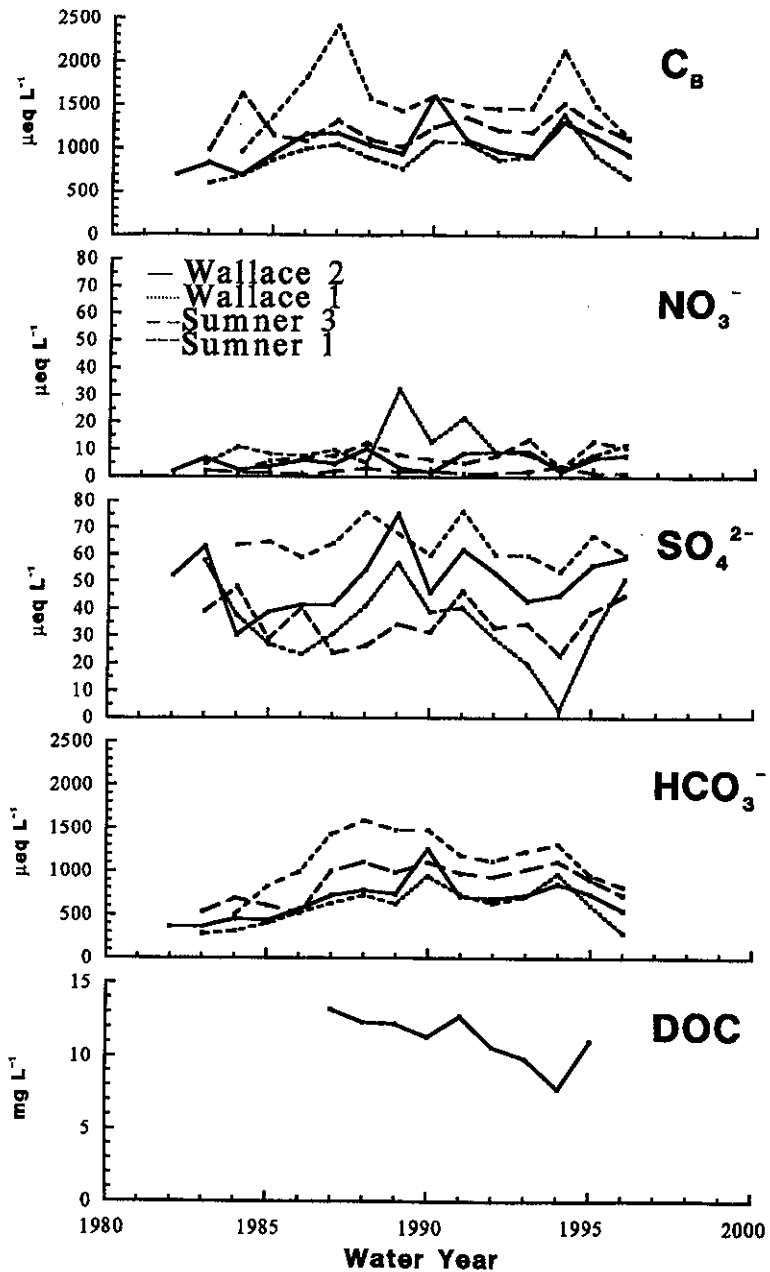 2500
C_B
2000
1500
1000
500
0
μeq L⁻¹
80
70
60
50
40
30
20
10
0
μeq L⁻¹
Wallace 2
Wallace 1
Sumner 3
Sumner 1
NO₃⁻
80
70
60
50
40
30
20
10
0
μeq L⁻¹
SO₄²⁻
2500
2000
1500
1000
500
0
μeq L⁻¹
HCO₃⁻
15
10
5
0
mg L⁻¹
DOC
1980 1985 1990 1995 2000
Water Year